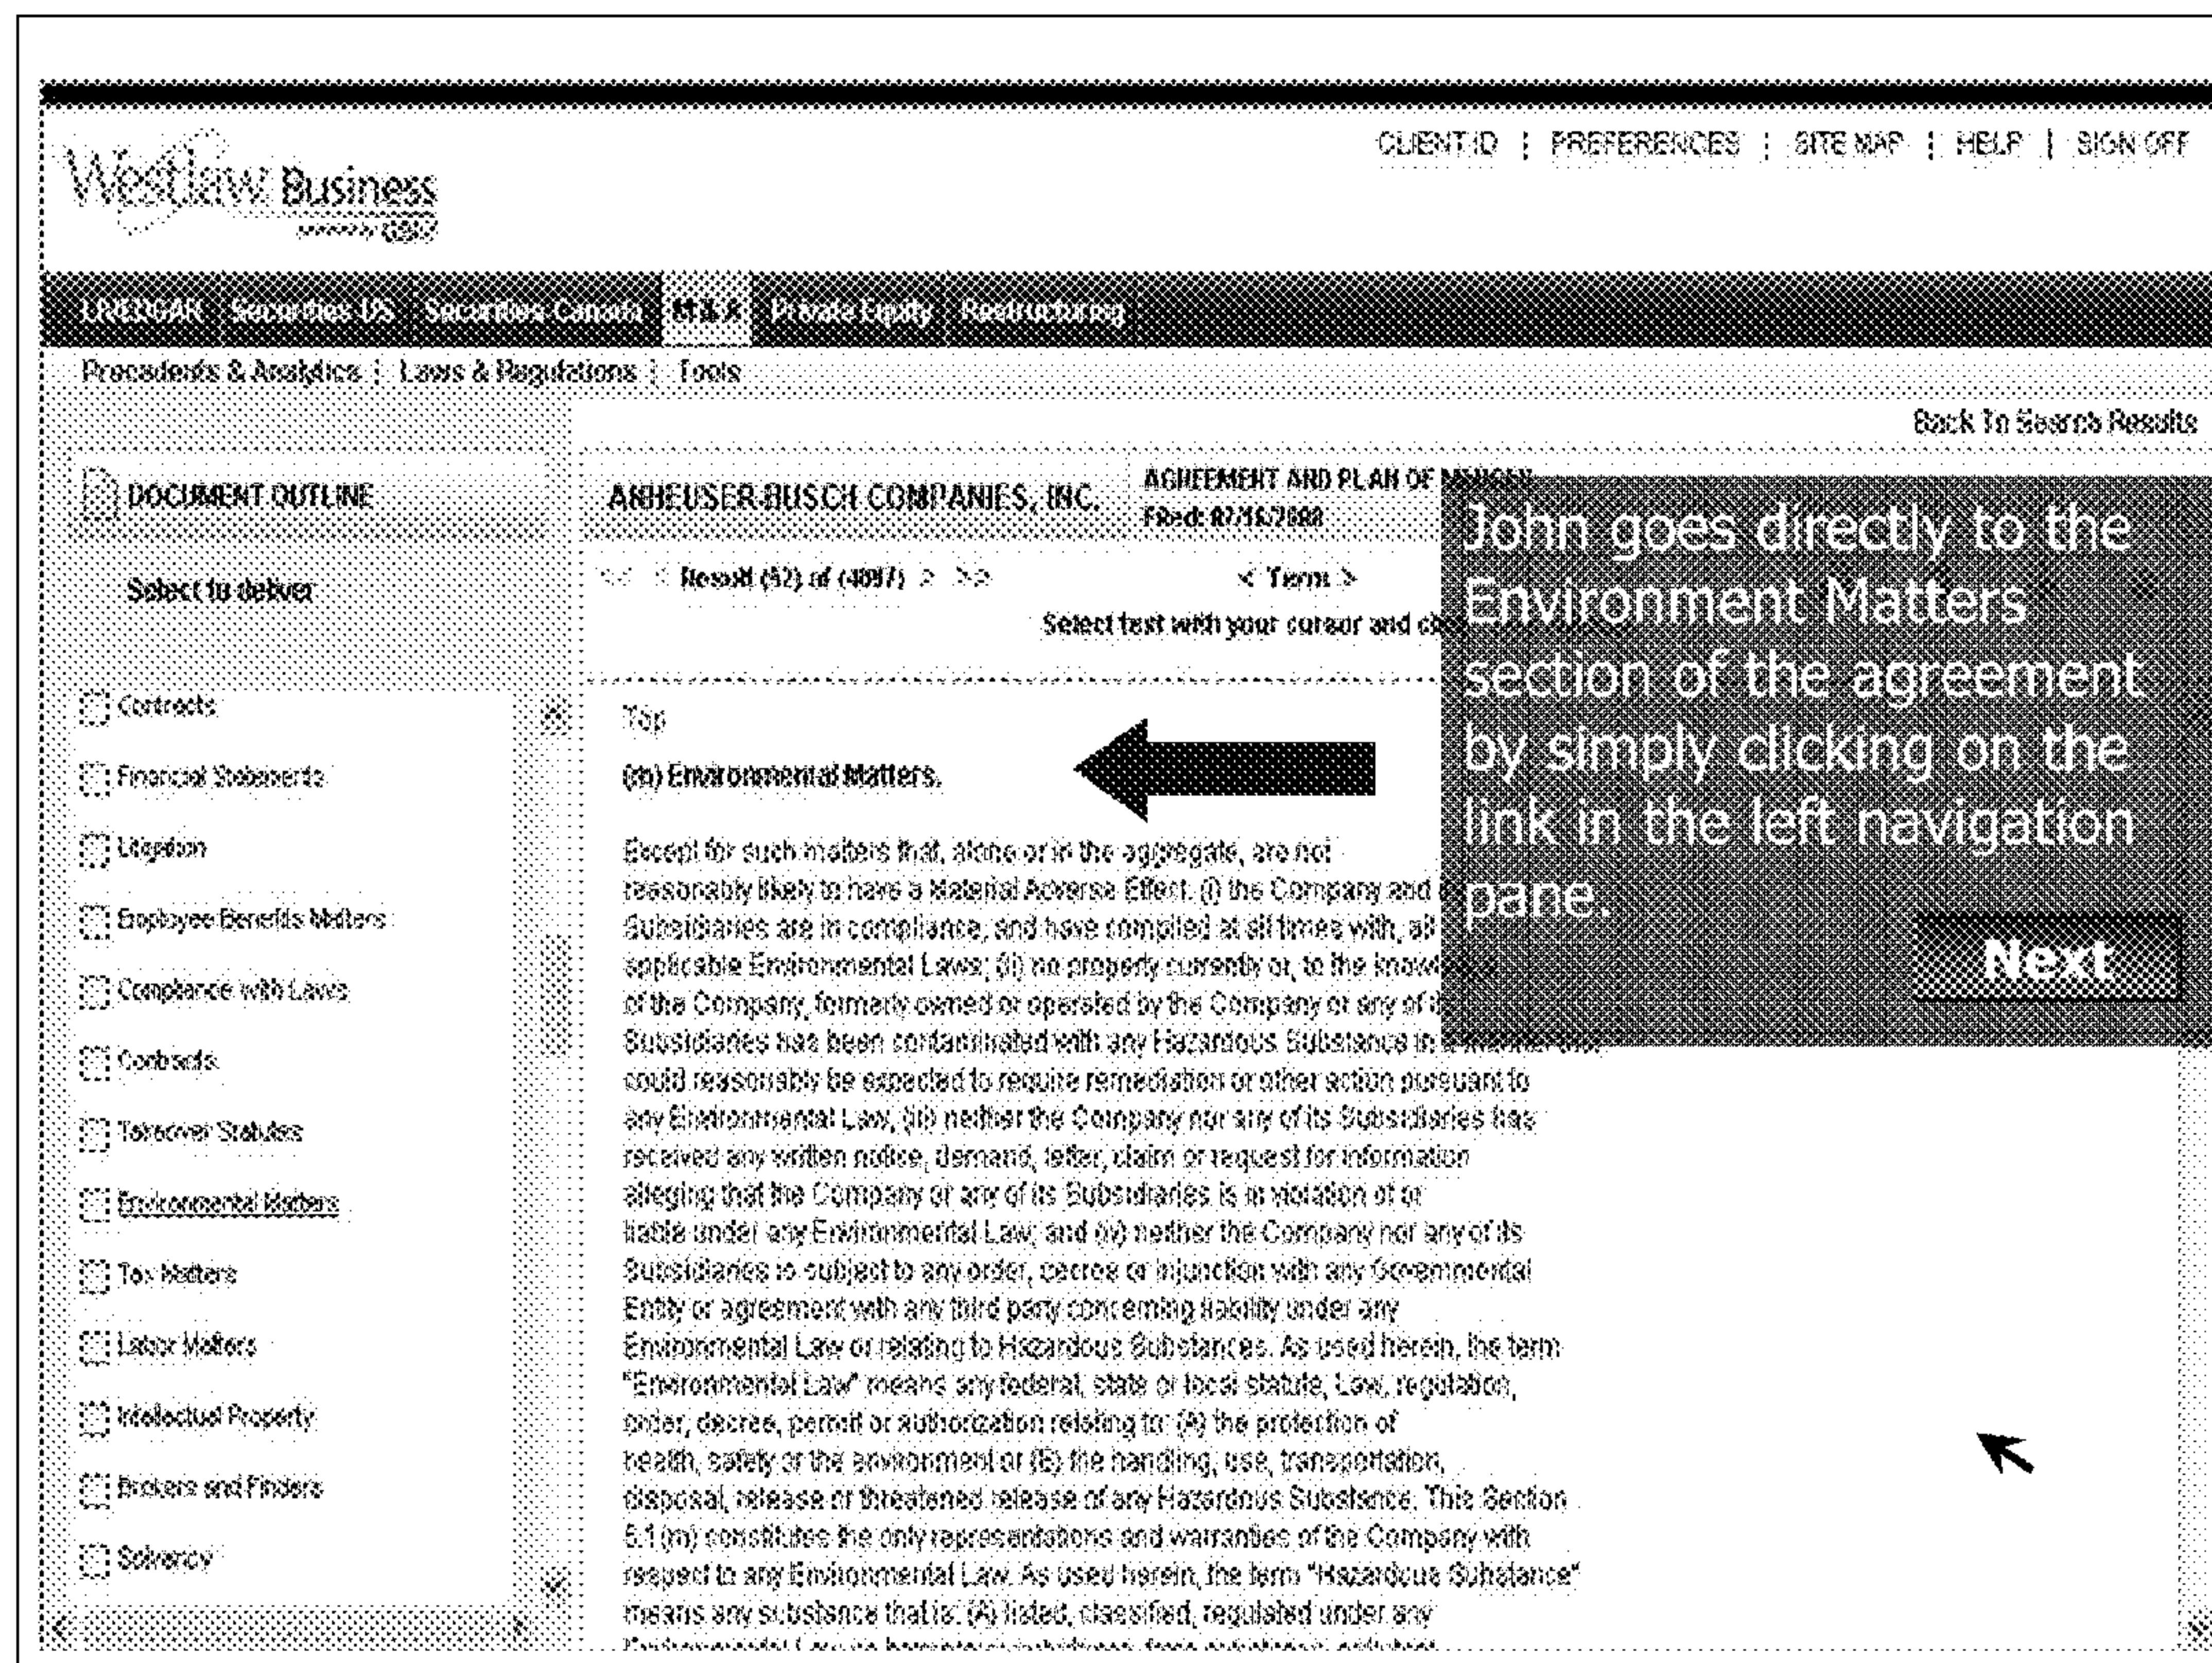 CLIENT ID | PREFERENCES | SITE MAP | HELP | SIGN OFF
Westlaw Business
LIVEDGAR Securities US Securities Canada M&A Private Equity Restructuring
Precedents & Analytics | Laws & Regulations | Tools
Back To Search Results
DOCUMENT OUTLINE
Select to deliver
Contracts
Financial Statements
Litigation
Employee Benefits Matters
Compliance with Laws
Contracts
Takeover Statutes
Environmental Matters
Tax Matters
Labor Matters
Intellectual Property
Brokers and Finders
Solvency
ANHEUSER-BUSCH COMPANIES, INC.
AGREEMENT AND PLAN OF MERGER
Filed:
<< < Result (52) of (4097) > >>
< Term >
Select text with your cursor and
Top
(m) Environmental Matters.
Except for such matters that, alone or in the aggregate, are not
reasonably likely to have a Material Adverse Effect: (i) the Company and
Subsidiaries are in compliance, and have complied at all times with, all
applicable Environmental Laws; (ii) no property currently or, to the
of the Company, formerly owned or operated by the Company or any of
Subsidiaries has been contaminated with any Hazardous Substance in
could reasonably be expected to require remediation or other action pursuant to
any Environmental Law; (iii) neither the Company nor any of its Subsidiaries has
received any written notice, demand, letter, claim or request for information
alleging that the Company or any of its Subsidiaries is in violation of or
liable under any Environmental Law; and (iv) neither the Company nor any of its
Subsidiaries is subject to any order, decree or injunction with any Governmental
Entity or agreement with any third party concerning liability under any
Environmental Law or relating to Hazardous Substances. As used herein, the term
"Environmental Law" means any federal, state or local statute, Law, regulation,
order, decree, permit or authorization relating to: (A) the protection of
health, safety or the environment or (B) the handling, use, transportation,
disposal, release or threatened release of any Hazardous Substance. This Section
5.1(m) constitutes the only representations and warranties of the Company with
respect to any Environmental Law. As used herein, the term "Hazardous Substance"
means any substance that is: (A) listed, classified, regulated under any
John goes directly to the
Environment Matters
section of the agreement
by simply clicking on the
link in the left navigation
pane.
Next